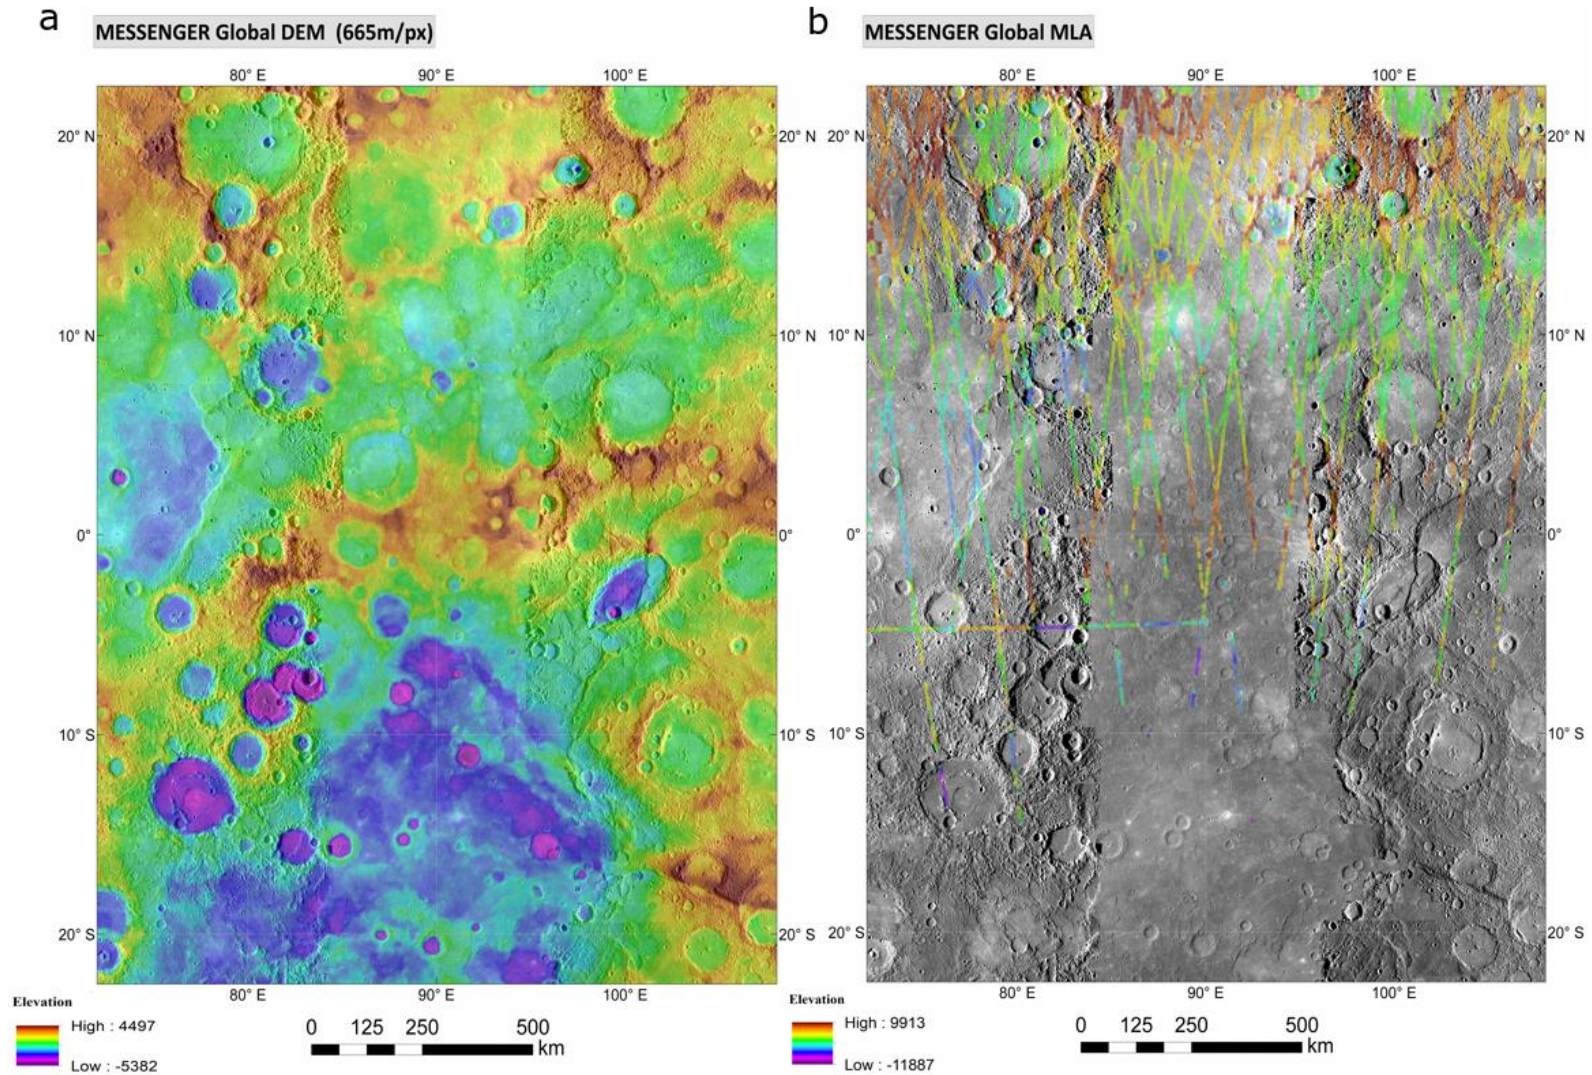 a
MESSENGER Global DEM (665m/px)
80° E 90° E 100° E
20° N
10° N
0°
10° S
20° S
20° N
10° N
0°
10° S
20° S
80° E 90° E 100° E
Elevation
High : 4497
Low : -5382
0 125 250 500
km
b
MESSENGER Global MLA
80° E 90° E 100° E
20° N
10° N
0°
10° S
20° S
20° N
10° N
0°
10° S
20° S
80° E 90° E 100° E
Elevation
High : 9913
Low : -11887
0 125 250 500
km